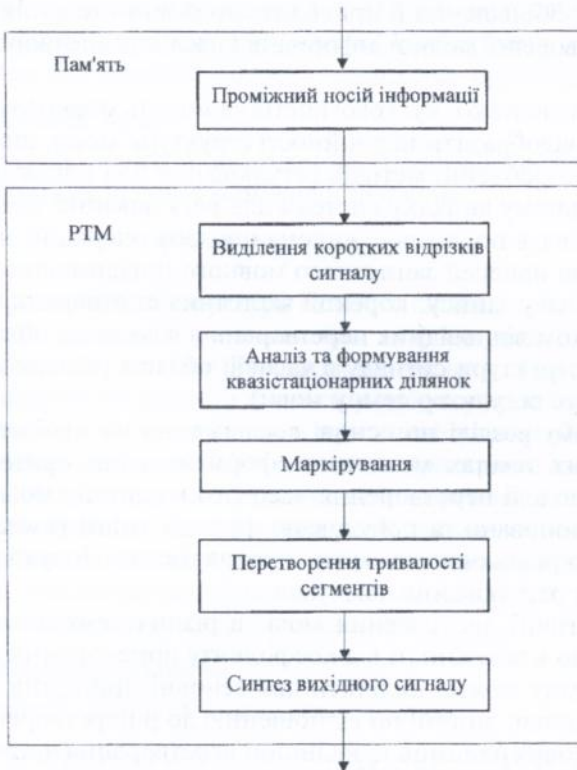 Пам'ять
Проміжний носій інформації
РТМ
Виділення коротких відрізків
сигналу
Аналіз та формування
квазістаціонарних ділянок
Маркірування
Перетворення тривалості
сегментів
Синтез вихідного сигналу